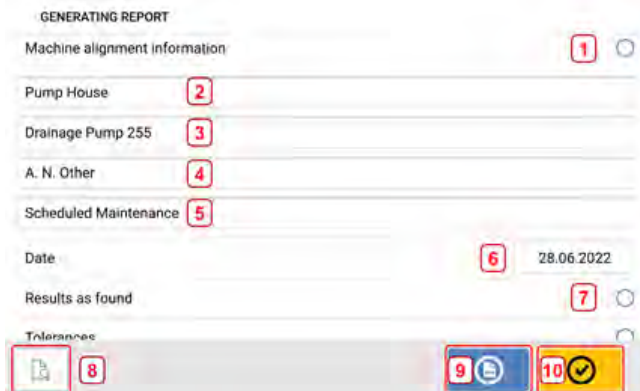 GENERATING REPORT
Machine alignment information 1
Pump House 2
Drainage Pump 255 3
A. N. Other 4
Scheduled Maintenance 5
Date 6 28.06.2022
Results as found 7
Tolerances
8 9 10